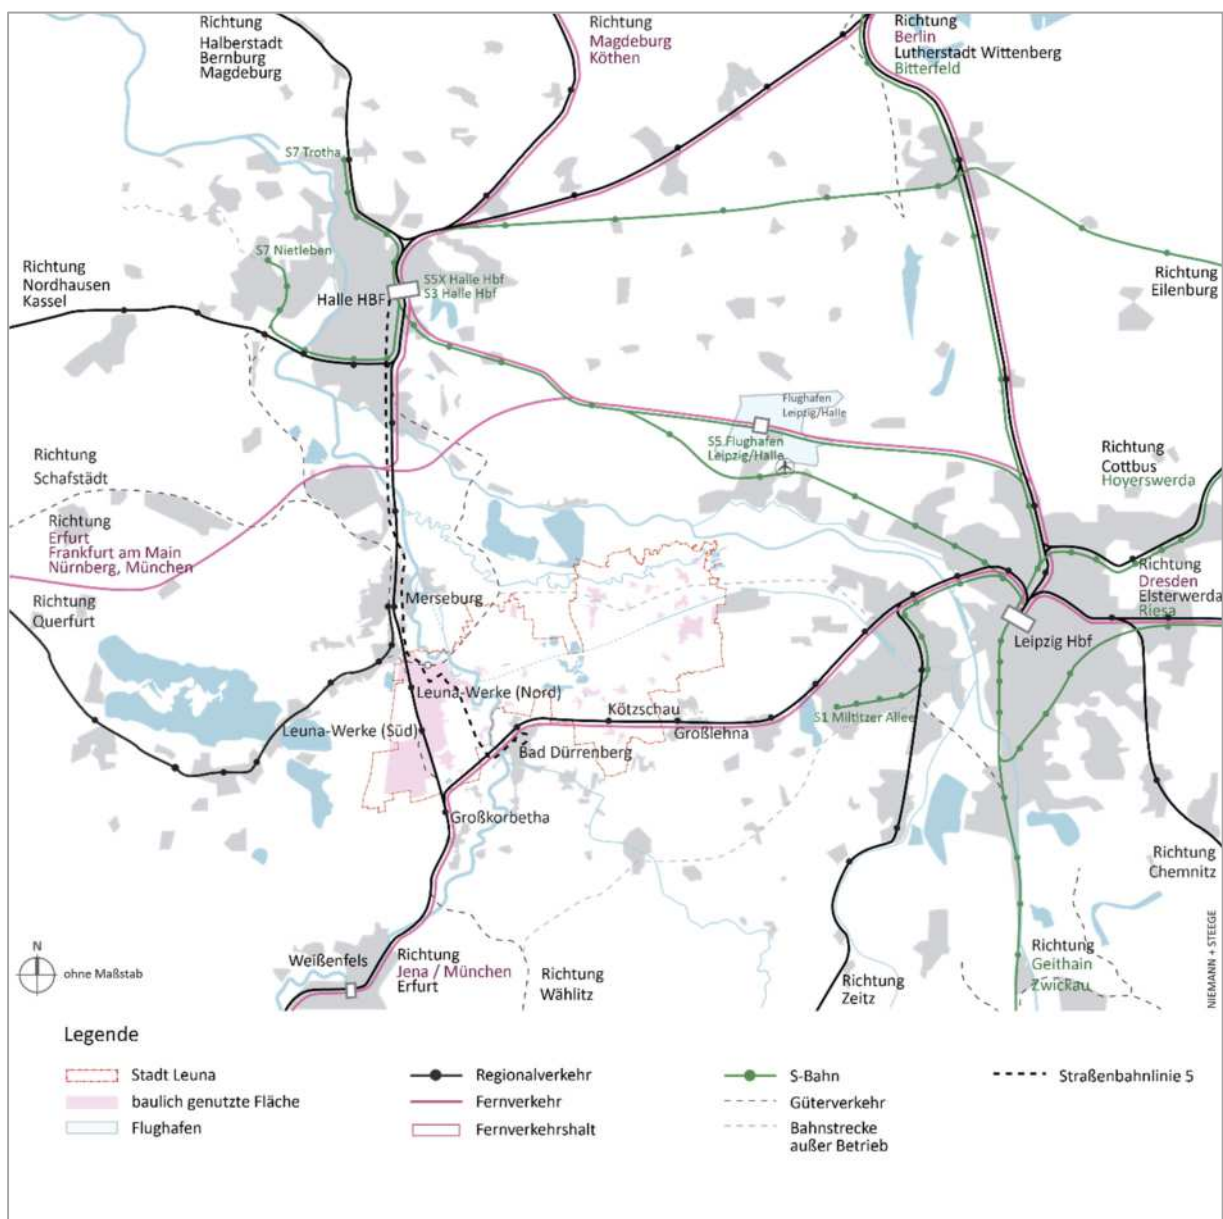 Richtung
Halberstadt
Bernburg
Magdeburg
Richtung
Magdeburg
Köthen
Richtung
Berlin
Lutherstadt Wittenberg
Bitterfeld
S7 Trotha
S7 Nietleben
Richtung
Nordhausen
Kassel
Halle HBF
S5X Halle Hbf
S3 Halle Hbf
Richtung
Eilenburg
Flughafen
Leipzig/Halle
S5 Flughafen
Leipzig/Halle
Richtung
Schafstädt
Richtung
Cottbus
Hoyerswerda
Richtung
Erfurt
Frankfurt am Main
Nürnberg, München
Richtung
Dresden
Elsterwerda
Riesa
Richtung
Querfurt
Merseburg
Leipzig Hbf
Leuna-Werke (Nord)
Leuna-Werke (Süd)
Kötzschau
Großlehna
S1 Miltitzer Allee
Bad Dürrenberg
Großkorbetha
Richtung
Chemnitz
Weißenfels
Richtung
Jena / München
Erfurt
Richtung
Wählitz
Richtung
Zeitz
Richtung
Geithain
Zwickau
NIEMANN + STEEGE
N
ohne Maßstab
Legende
Stadt Leuna
baulich genutzte Fläche
Flughafen
Regionalverkehr
Fernverkehr
Fernverkehrshalt
S-Bahn
Güterverkehr
Bahnstrecke
außer Betrieb
Straßenbahnlinie 5